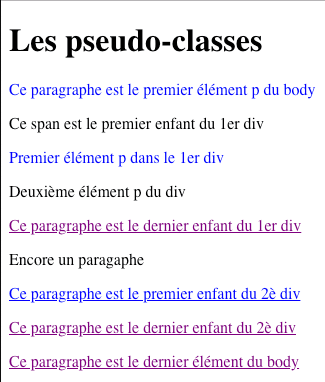 Les pseudo-classes
Ce paragraphe est le premier élément p du body
Ce span est le premier enfant du 1er div
Premier élément p dans le 1er div
Deuxième élément p du div
Ce paragraphe est le dernier enfant du 1er div
Encore un paragaphe
Ce paragraphe est le premier enfant du 2è div
Ce paragraphe est le dernier enfant du 2è div
Ce paragraphe est le dernier élément du body